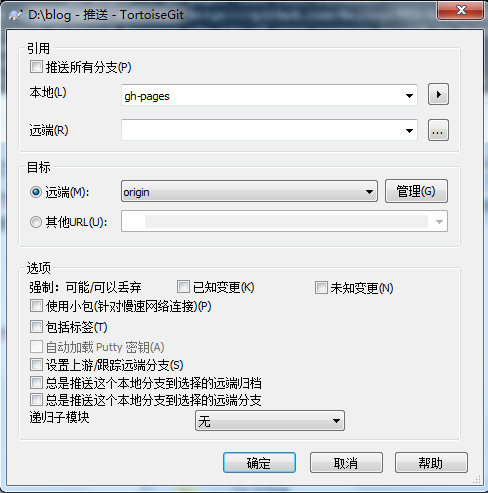 D:\blog - 推送 - TortoiseGit
引用
推送所有分支(P)
本地(L)
gh-pages
远端(R)
...
目标
远端(M):
origin
管理(G)
其他URL(U):
选项
强制：可能/可以丢弃
已知变更(K)
未知变更(N)
使用小包(针对慢速网络连接)(P)
包括标签(T)
自动加载 Putty 密钥(A)
设置上游/跟踪远端分支(S)
总是推送这个本地分支到选择的远端归档
总是推送这个本地分支到选择的远端分支
递归子模块
无
确定
取消
帮助